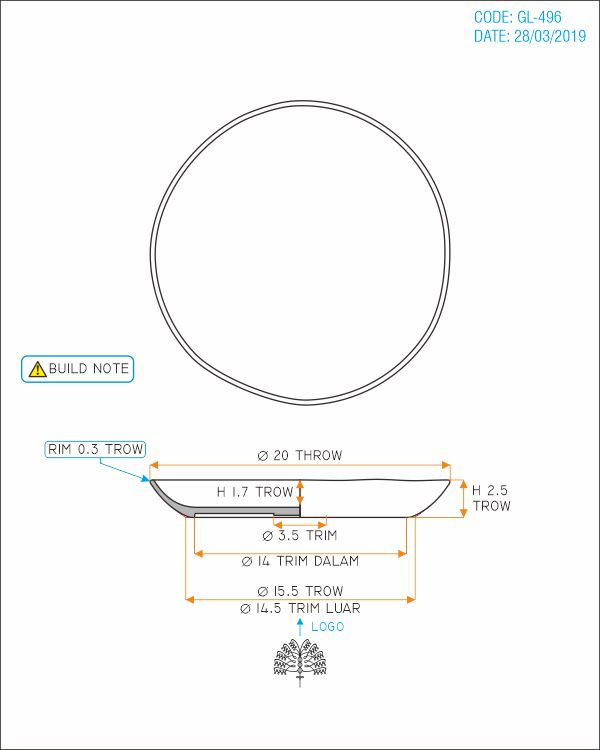 CODE: GL-496
DATE: 28/03/2019
BUILD NOTE
RIM 0.3 TROW
Ø 20 THROW
H 1.7 TROW
H 2.5
TROW
Ø 3.5 TRIM
Ø 14 TRIM DALAM
Ø 15.5 TROW
Ø 14.5 TRIM LUAR
LOGO